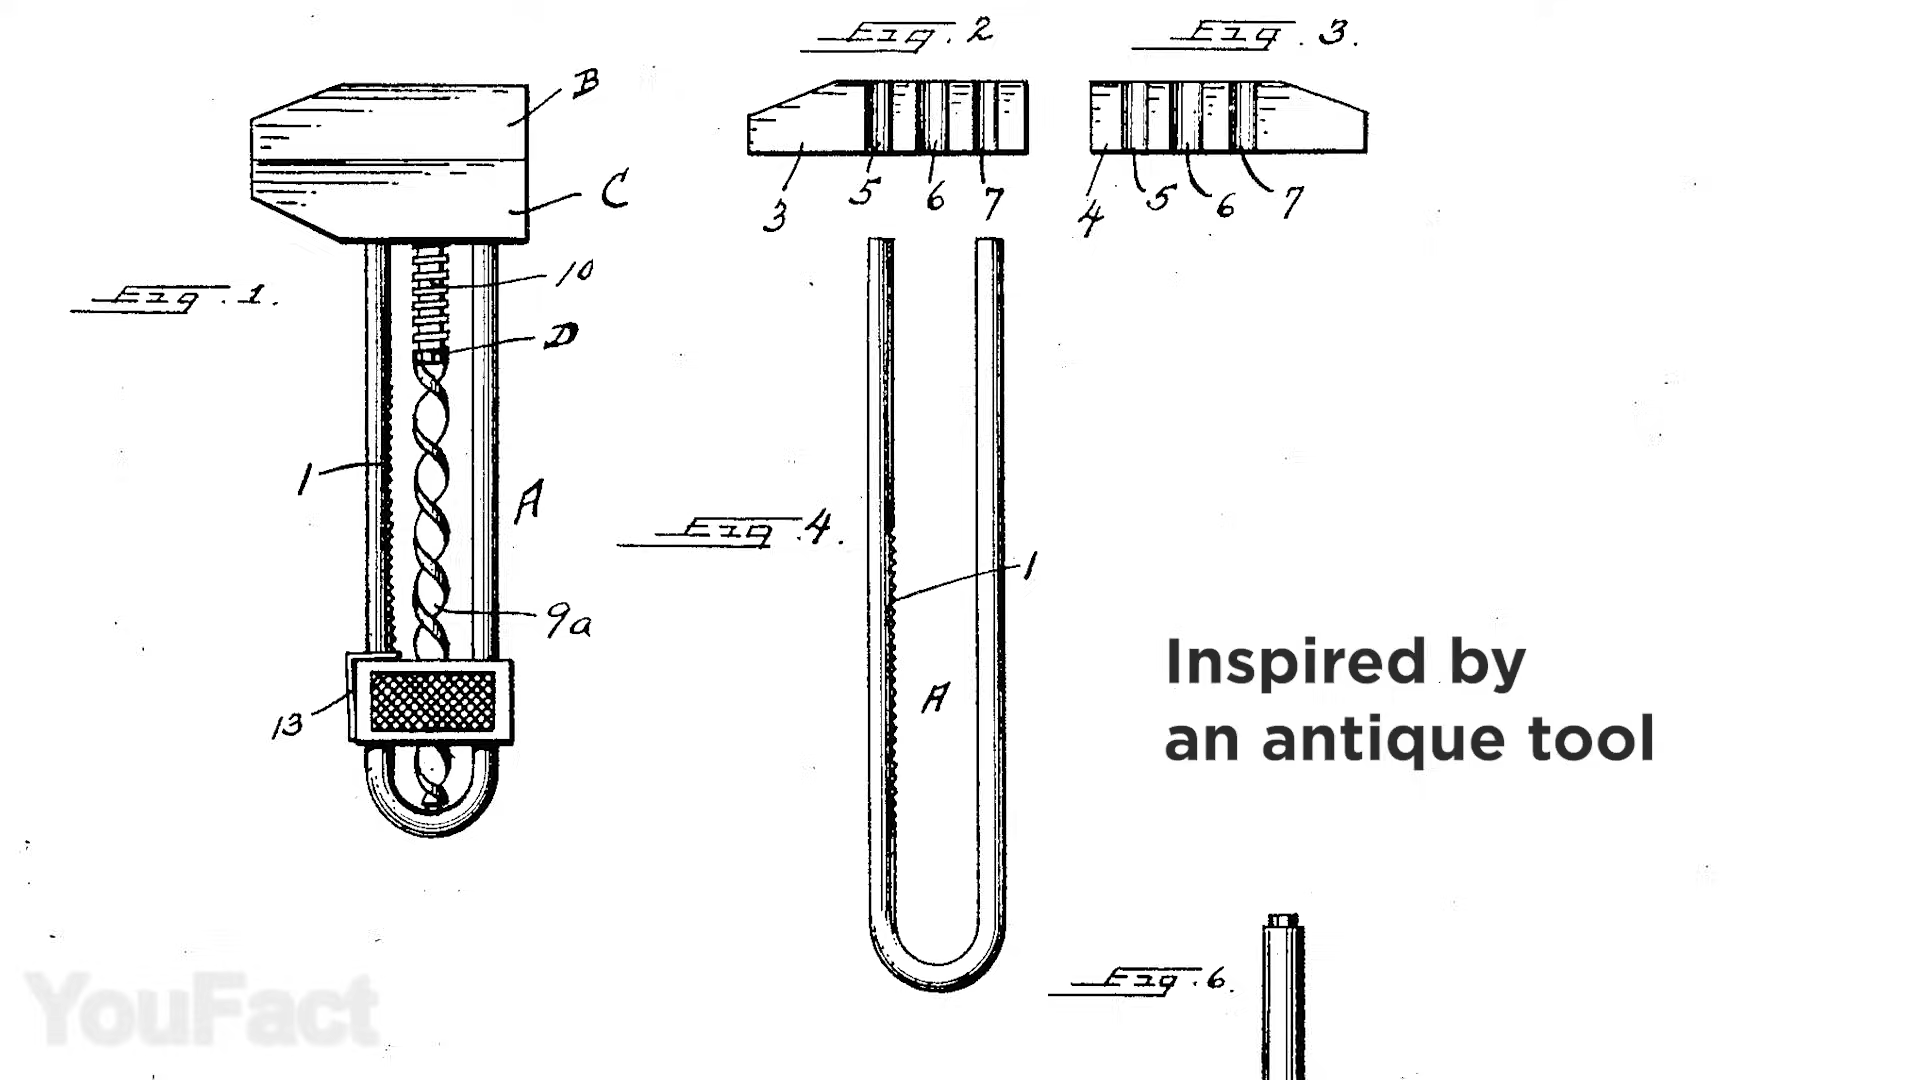 Fig. 2
Fig. 3.
B
C
3
5
6
7
4
5
6
7
Fig. 1.
10
D
1
A
9a
13
Fig. 4.
1
A
Inspired by
an antique tool
Fig. 6.
YouFact